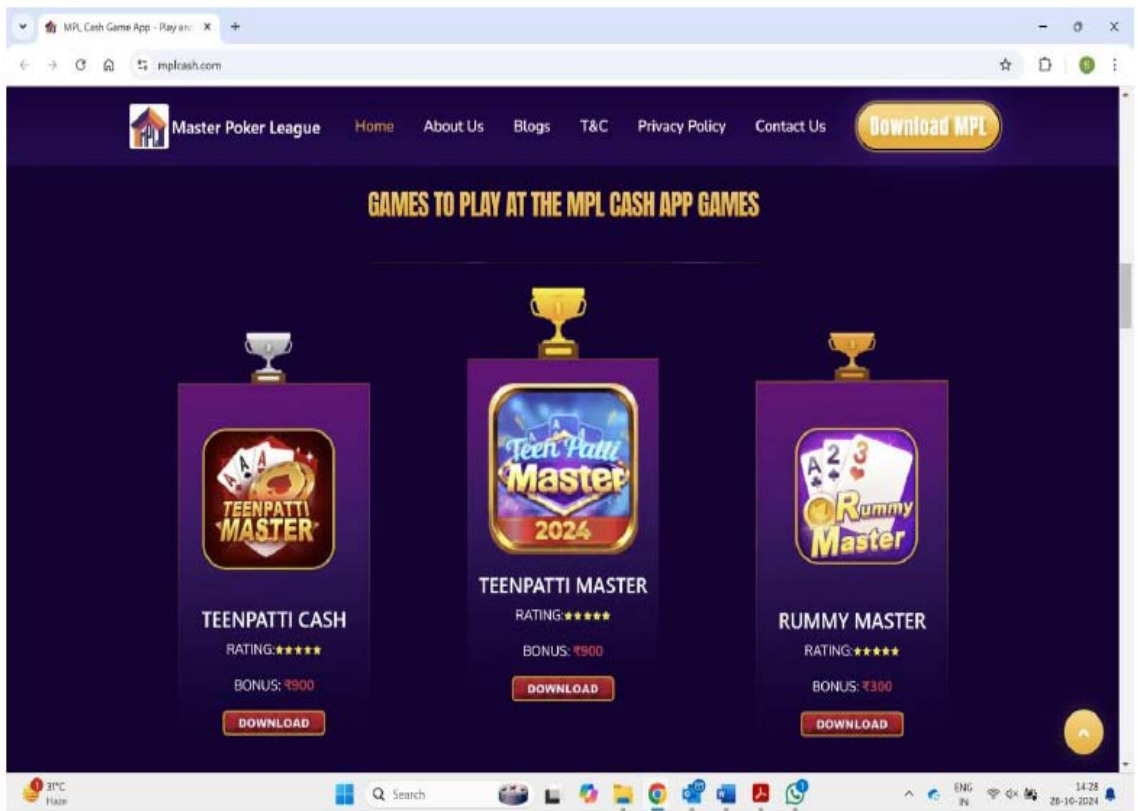 MPL Cash Game App - Play an
mplcash.com
Master Poker League
Home About Us Blogs T&C Privacy Policy Contact Us Download MPL
GAMES TO PLAY AT THE MPL CASH APP GAMES
TEENPATTI
MASTER
TEENPATTI CASH
RATING:★★★★★
BONUS: ₹900
DOWNLOAD
Teen Patti
Master
2024
TEENPATTI MASTER
RATING:★★★★★
BONUS: ₹900
DOWNLOAD
A 2 3
Rummy
Master
RUMMY MASTER
RATING:★★★★★
BONUS: ₹300
DOWNLOAD
31°C
Haze
Search
ENG
IN
14:28
28-10-2024